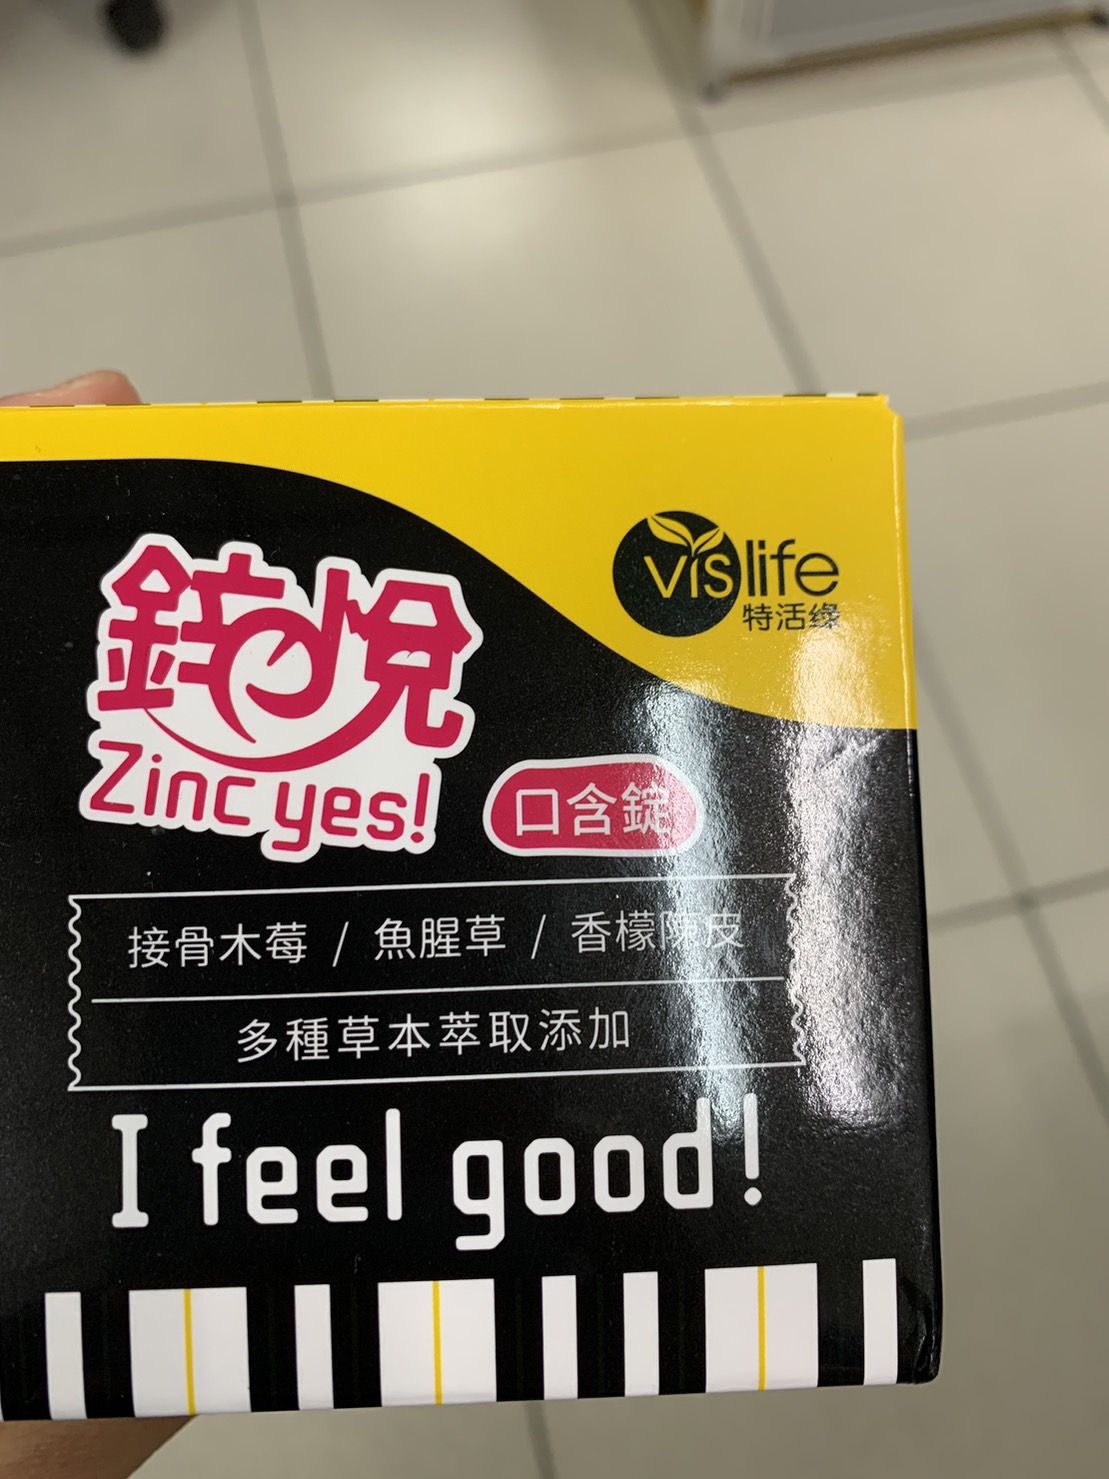 vislife
特活綠
鋅悅
Zinc yes!
口含錠
接骨木莓 / 魚腥草 / 香檬陳皮
多種草本萃取添加
I feel good!